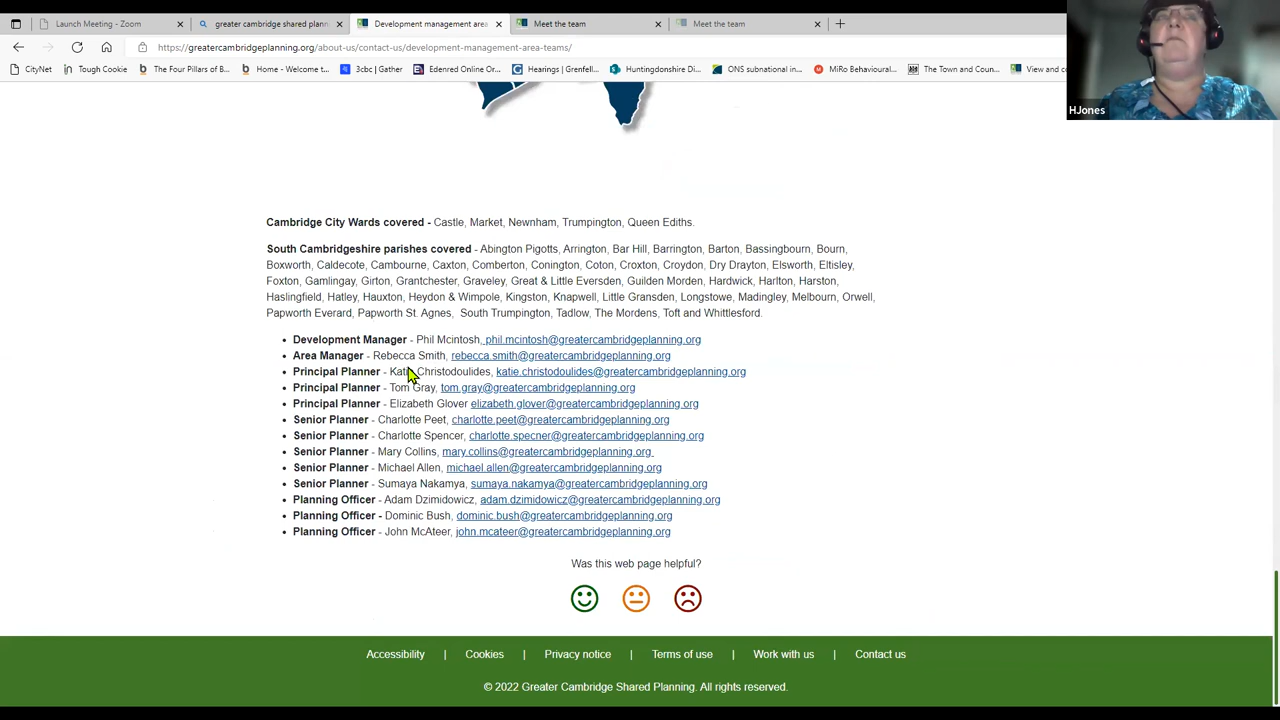 Launch Meeting - Zoom
greater cambridge shared plann
Development management area
Meet the team
Meet the team
https://greatercambridgeplanning.org/about-us/contact-us/development-management-area-teams/
CityNet
Tough Cookie
The Four Pillars of B...
Home - Welcome t...
3cbc | Gather
Edenred Online Or...
Hearings | Grenfell...
Huntingdonshire Di...
ONS subnational in...
MiRo Behavioural...
The Town and Coun...
View and co
HJones
Cambridge City Wards covered - Castle, Market, Newnham, Trumpington, Queen Ediths.
South Cambridgeshire parishes covered - Abington Pigotts, Arrington, Bar Hill, Barrington, Barton, Bassingbourn, Bourn,
Boxworth, Caldecote, Cambourne, Caxton, Comberton, Conington, Coton, Croxton, Croydon, Dry Drayton, Elsworth, Eltisley,
Foxton, Gamlingay, Girton, Grantchester, Graveley, Great & Little Eversden, Guilden Morden, Hardwick, Harlton, Harston,
Haslingfield, Hatley, Hauxton, Heydon & Wimpole, Kingston, Knapwell, Little Gransden, Longstowe, Madingley, Melbourn, Orwell,
Papworth Everard, Papworth St. Agnes, South Trumpington, Tadlow, The Mordens, Toft and Whittlesford.
• Development Manager - Phil Mcintosh, phil.mcintosh@greatercambridgeplanning.org
• Area Manager - Rebecca Smith, rebecca.smith@greatercambridgeplanning.org
• Principal Planner - Katie Christodoulides, katie.christodoulides@greatercambridgeplanning.org
• Principal Planner - Tom Gray, tom.gray@greatercambridgeplanning.org
• Principal Planner - Elizabeth Glover elizabeth.glover@greatercambridgeplanning.org
• Senior Planner - Charlotte Peet, charlotte.peet@greatercambridgeplanning.org
• Senior Planner - Charlotte Spencer, charlotte.specner@greatercambridgeplanning.org
• Senior Planner - Mary Collins, mary.collins@greatercambridgeplanning.org
• Senior Planner - Michael Allen, michael.allen@greatercambridgeplanning.org
• Senior Planner - Sumaya Nakamya, sumaya.nakamya@greatercambridgeplanning.org
• Planning Officer - Adam Dzimidowicz, adam.dzimidowicz@greatercambridgeplanning.org
• Planning Officer - Dominic Bush, dominic.bush@greatercambridgeplanning.org
• Planning Officer - John McAteer, john.mcateer@greatercambridgeplanning.org
Was this web page helpful?
Accessibility | Cookies | Privacy notice | Terms of use | Work with us | Contact us
© 2022 Greater Cambridge Shared Planning. All rights reserved.